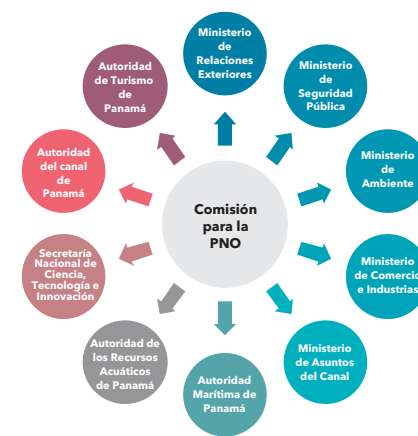 Ministerio
de
Relaciones
Exteriores
Ministerio
de
Seguridad
Pública
Ministerio
de
Ambiente
Ministerio
de Comercio
e Industrias
Ministerio
de Asuntos
del Canal
Autoridad
Marítima de
Panamá
Autoridad de
los Recursos
Acuáticos
de Panamá
Secretaría
Nacional de
Ciencia,
Tecnología e
Innovación
Autoridad
del canal
de
Panamá
Autoridad
de Turismo
de
Panamá
Comisión
para la
PNO